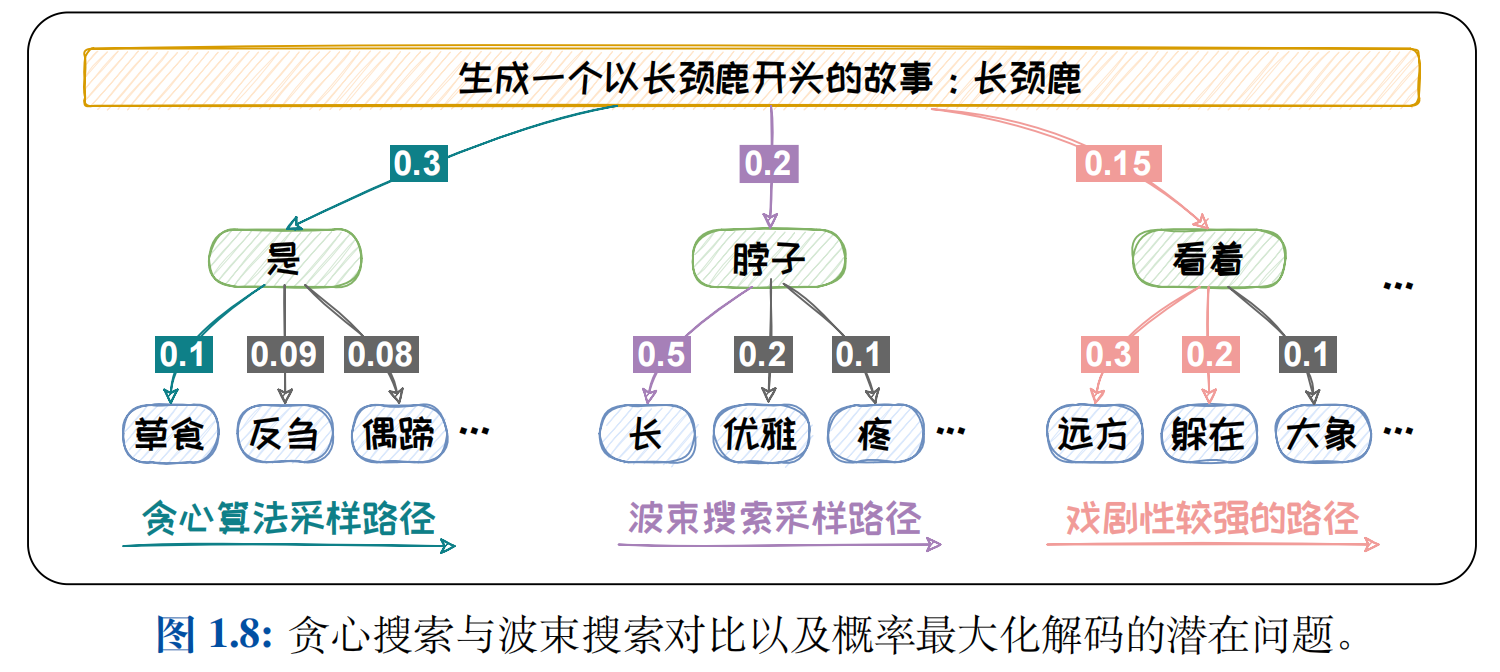 生成一个以长颈鹿开头的故事：长颈鹿
0.3 0.2 0.15
是 脖子 看着 ...
0.1 0.09 0.08 0.5 0.2 0.1 0.3 0.2 0.1
草食 反刍 偶蹄 ... 长 优雅 疼 ... 远方 躲在 大象 ...
贪心算法采样路径 波束搜索采样路径 戏剧性较强的路径
图 1.8: 贪心搜索与波束搜索对比以及概率最大化解码的潜在问题。